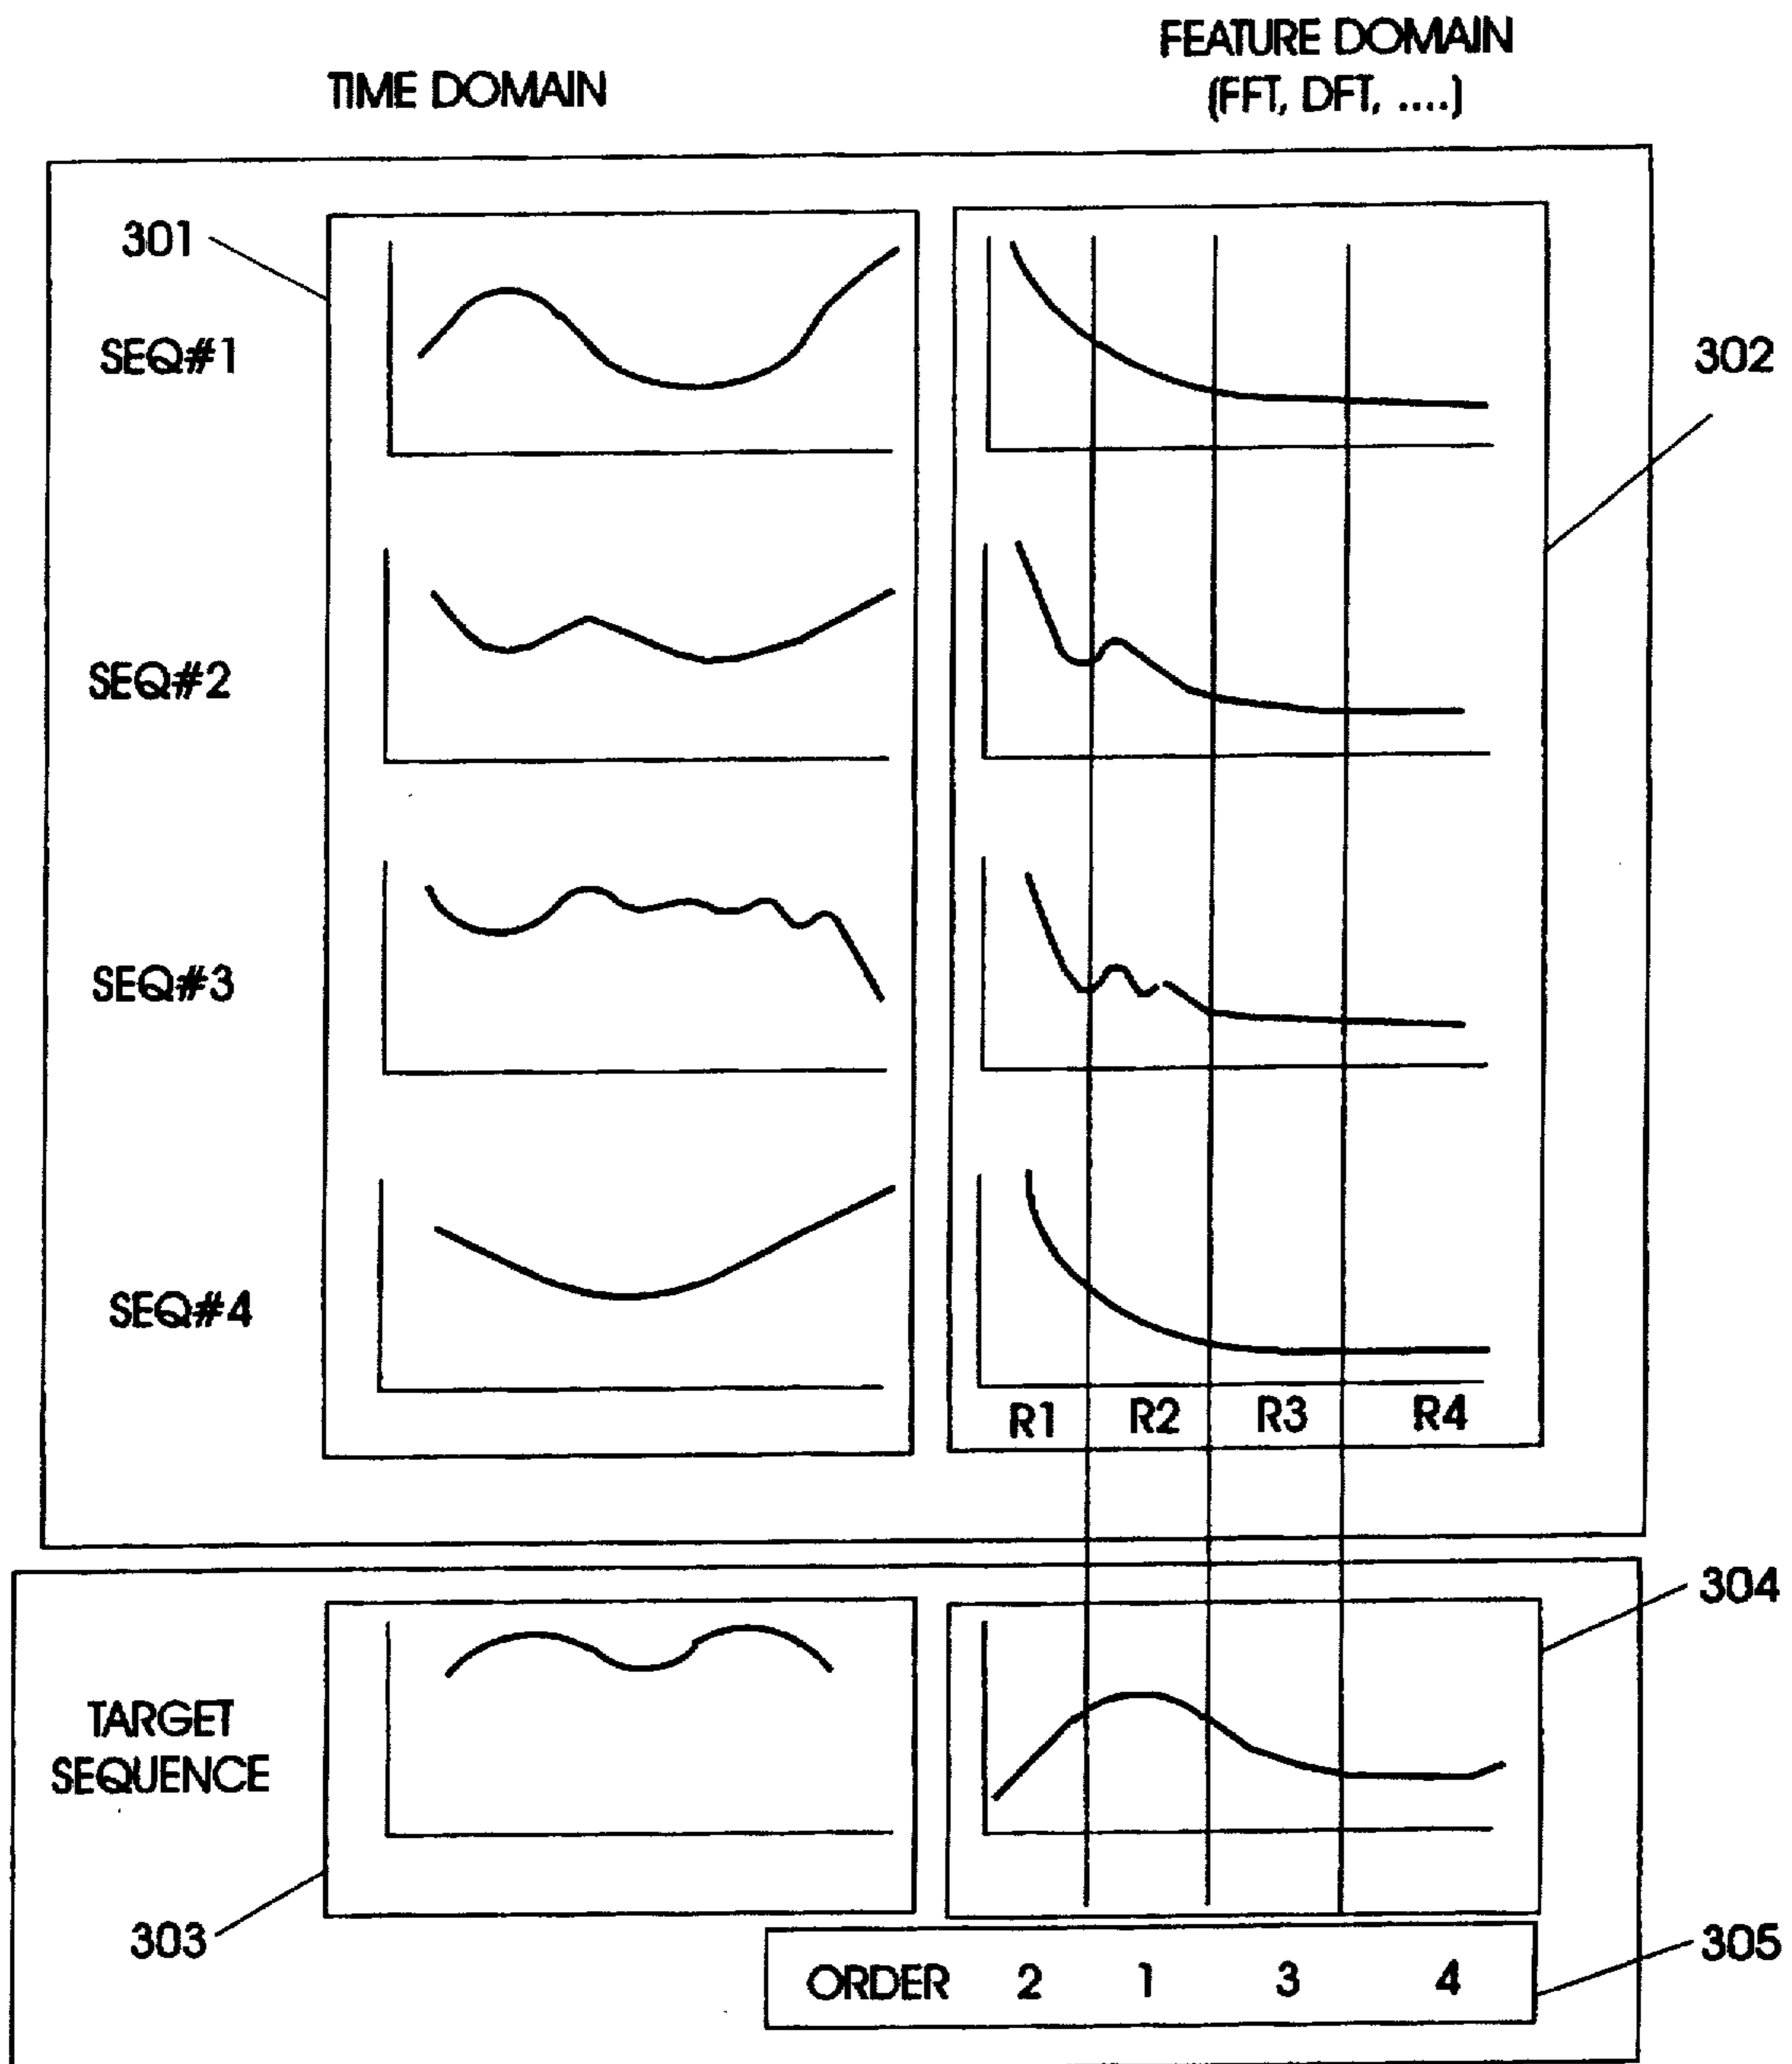 FEATURE DOMAIN
TIME DOMAIN
(FFT, DFT, ....)
301
SEQ#1
302
SEQ#2
SEQ#3
SEQ#4
R1 R2 R3 R4
304
TARGET
SEQUENCE
303
305
ORDER 2 1 3 4